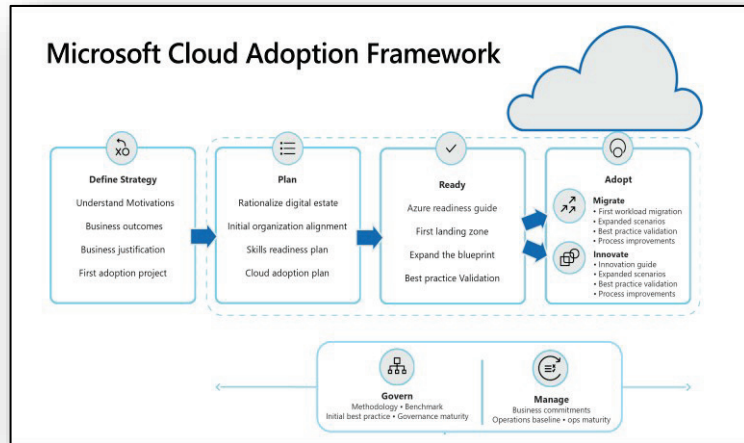 Microsoft Cloud Adoption Framework
Define Strategy
Understand Motivations
Business outcomes
Business justification
First adoption project
Plan
Rationalize digital estate
Initial organization alignment
Skills readiness plan
Cloud adoption plan
Ready
Azure readiness guide
First landing zone
Expand the blueprint
Best practice Validation
Adopt
Migrate
• First workload migration
• Expanded scenarios
• Best practice validation
• Process improvements
Innovate
• Innovation guide
• Expanded scenarios
• Best practice validation
• Process improvements
Govern
Methodology • Benchmark
Initial best practice • Governance maturity
Manage
Business commitments
Operations baseline • ops maturity